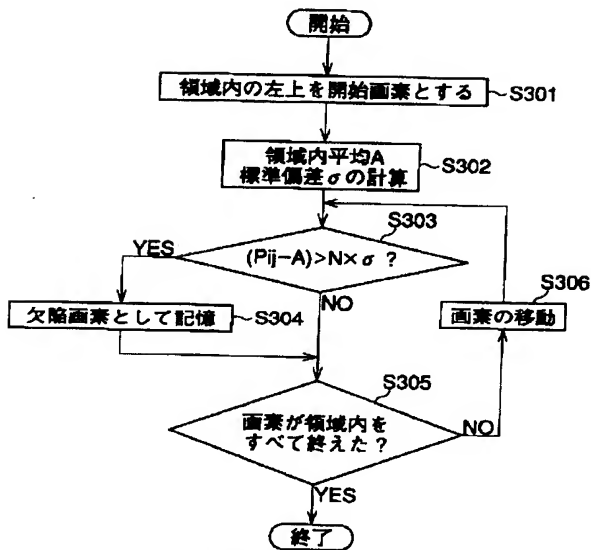 開始
領域内の左上を開始画素とする
S301
領域内平均A
標準偏差σの計算
S302
S303
(Pij−A)>N×σ ?
YES
NO
欠陥画素として記憶
S304
S306
画素の移動
S305
画素が領域内を
すべて終えた?
NO
YES
終了